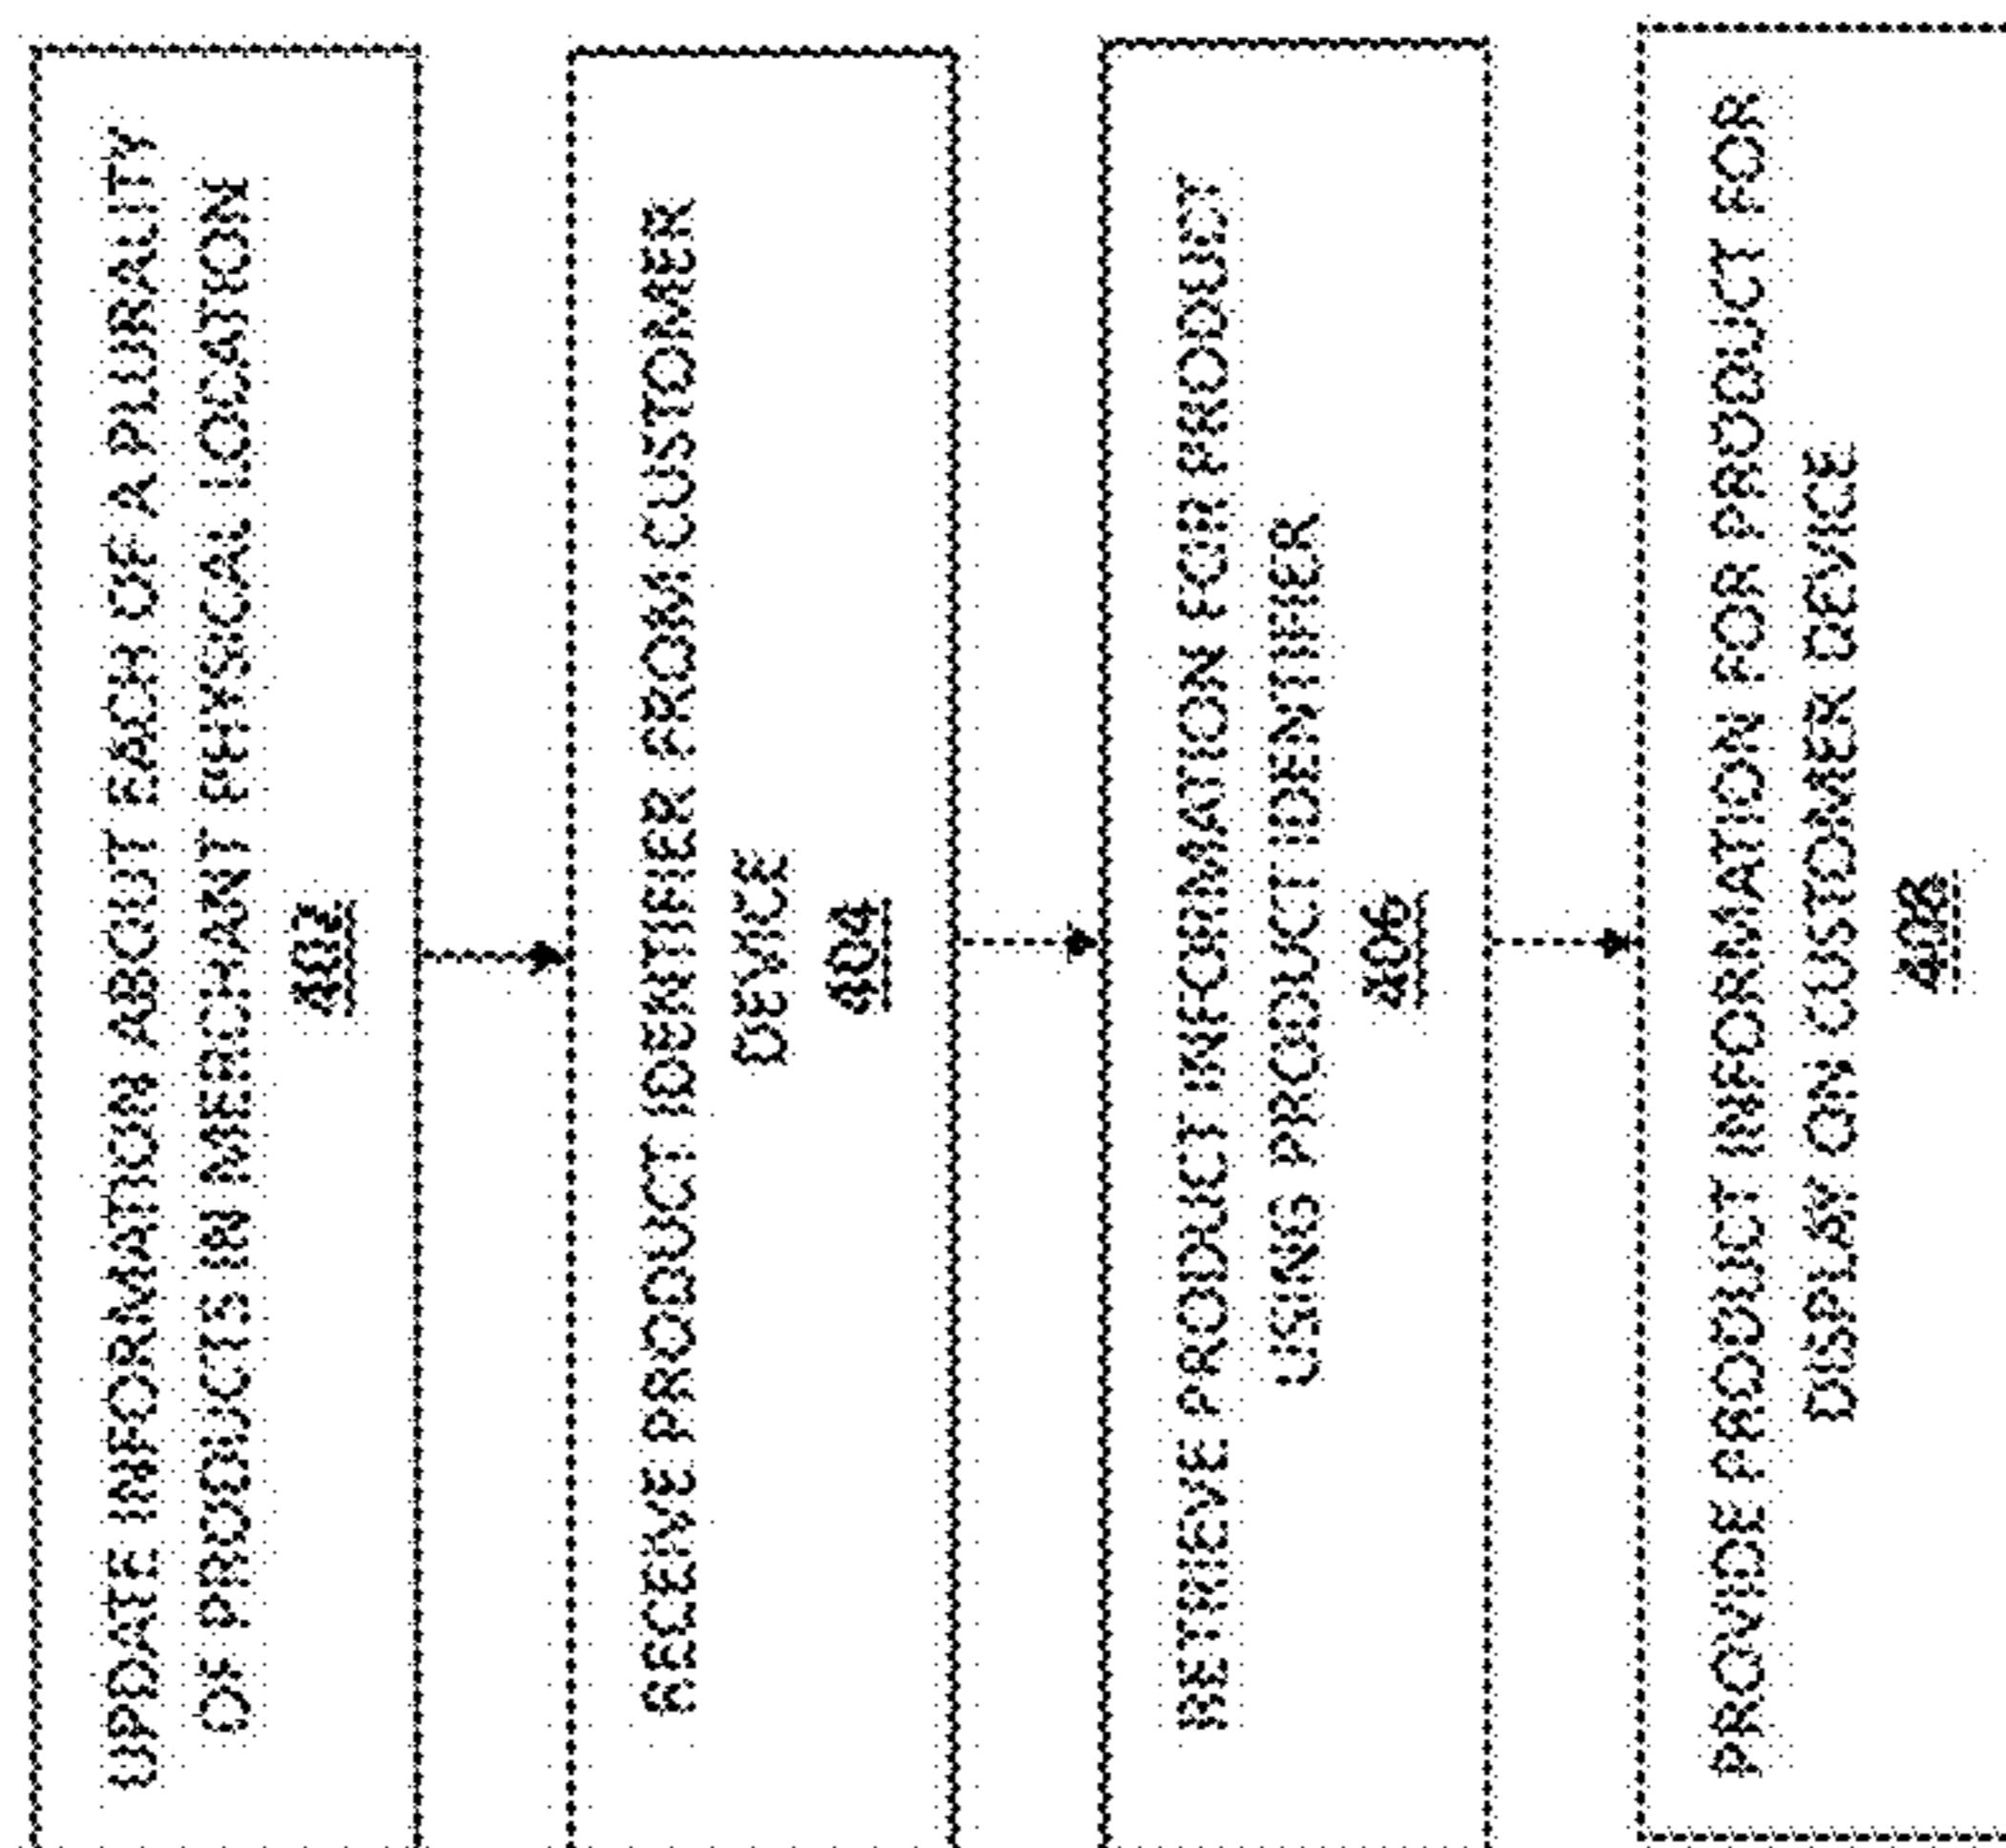 UPDATE INFORMATION ABOUT EACH OF A PLURALITY
OF PRODUCTS IN MERCHANT PHYSICAL LOCATION
402
RECEIVE PRODUCT IDENTIFIER FROM CUSTOMER
DEVICE
404
RETRIEVE PRODUCT INFORMATION FOR PRODUCT
USING PRODUCT IDENTIFIER
406
PROVIDE PRODUCT INFORMATION FOR PRODUCT FOR
DISPLAY ON CUSTOMER DEVICE
408